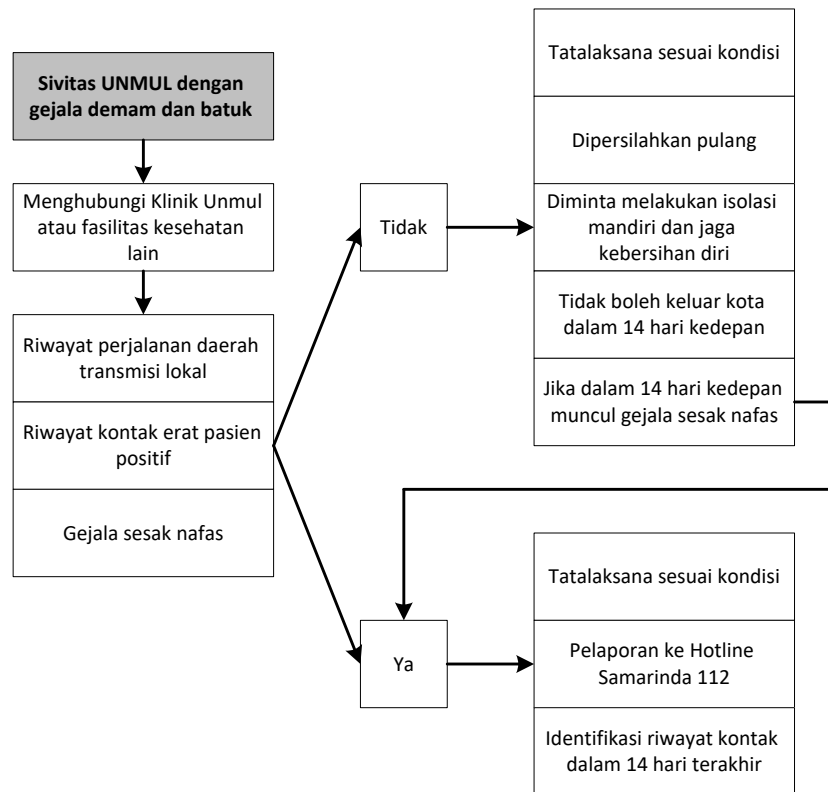 Sivitas UNMUL dengan
gejala demam dan batuk
Menghubungi Klinik Unmul
atau fasilitas kesehatan
lain
Riwayat perjalanan daerah
transmisi lokal
Riwayat kontak erat pasien
positif
Gejala sesak nafas
Tidak
Tatalaksana sesuai kondisi
Dipersilahkan pulang
Diminta melakukan isolasi
mandiri dan jaga
kebersihan diri
Tidak boleh keluar kota
dalam 14 hari kedepan
Jika dalam 14 hari kedepan
muncul gejala sesak nafas
Ya
Tatalaksana sesuai kondisi
Pelaporan ke Hotline
Samarinda 112
Identifikasi riwayat kontak
dalam 14 hari terakhir